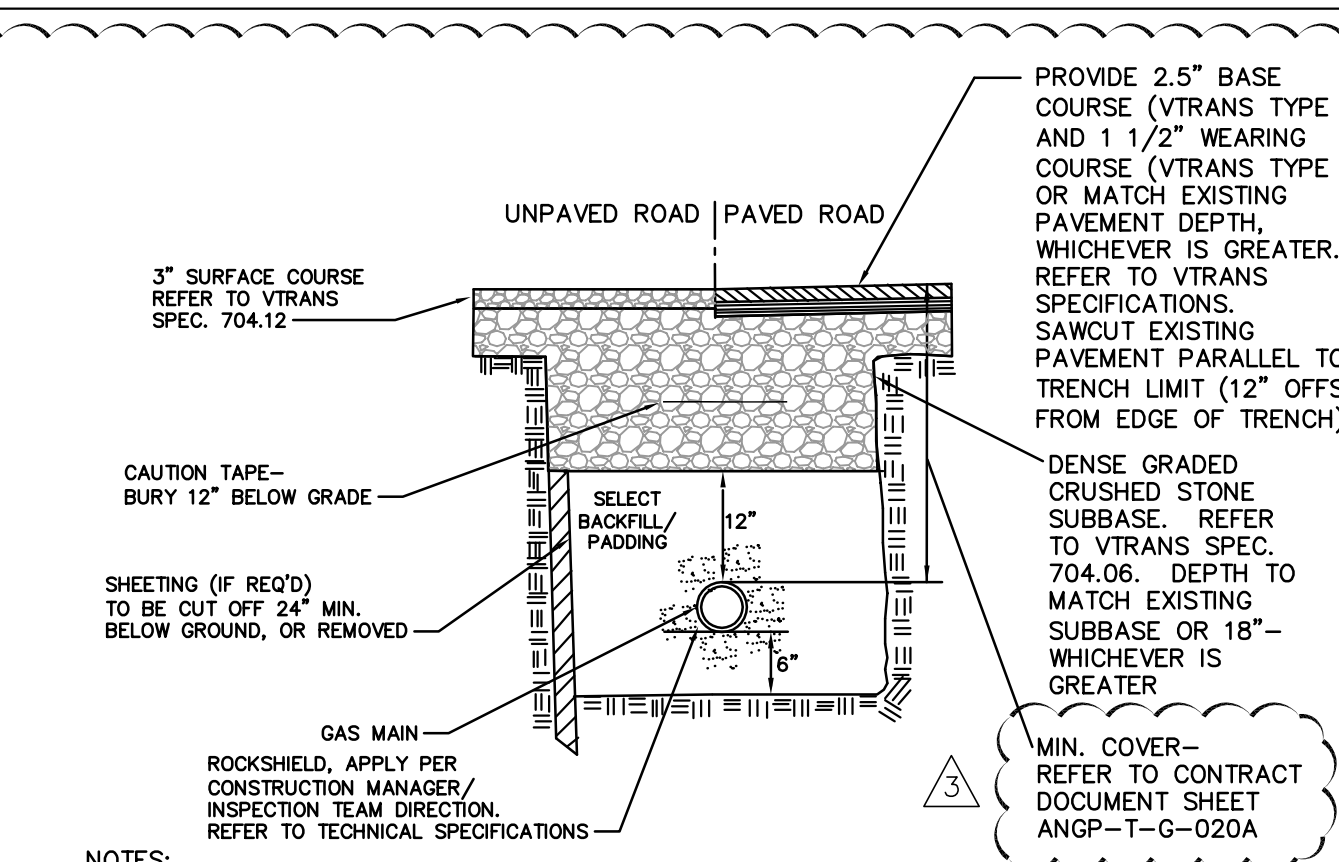 PROVIDE 2.5" BASE
COURSE (VTRANS TYPE
AND 1 1/2" WEARING
COURSE (VTRANS TYPE
OR MATCH EXISTING
PAVEMENT DEPTH,
WHICHEVER IS GREATER.
REFER TO VTRANS
SPECIFICATIONS.
SAWCUT EXISTING
PAVEMENT PARALLEL TO
TRENCH LIMIT (12" OFFS
FROM EDGE OF TRENCH)
UNPAVED ROAD PAVED ROAD
3" SURFACE COURSE
REFER TO VTRANS
SPEC. 704.12
CAUTION TAPE–
BURY 12" BELOW GRADE
SELECT
BACKFILL/
PADDING
12"
DENSE GRADED
CRUSHED STONE
SUBBASE. REFER
TO VTRANS SPEC.
704.06. DEPTH TO
MATCH EXISTING
SUBBASE OR 18"–
WHICHEVER IS
GREATER
SHEETING (IF REQ'D)
TO BE CUT OFF 24" MIN.
BELOW GROUND, OR REMOVED
6"
GAS MAIN
ROCKSHIELD, APPLY PER
CONSTRUCTION MANAGER/
INSPECTION TEAM DIRECTION.
REFER TO TECHNICAL SPECIFICATIONS
3
MIN. COVER–
REFER TO CONTRACT
DOCUMENT SHEET
ANGP–T–G–020A
NOTES: